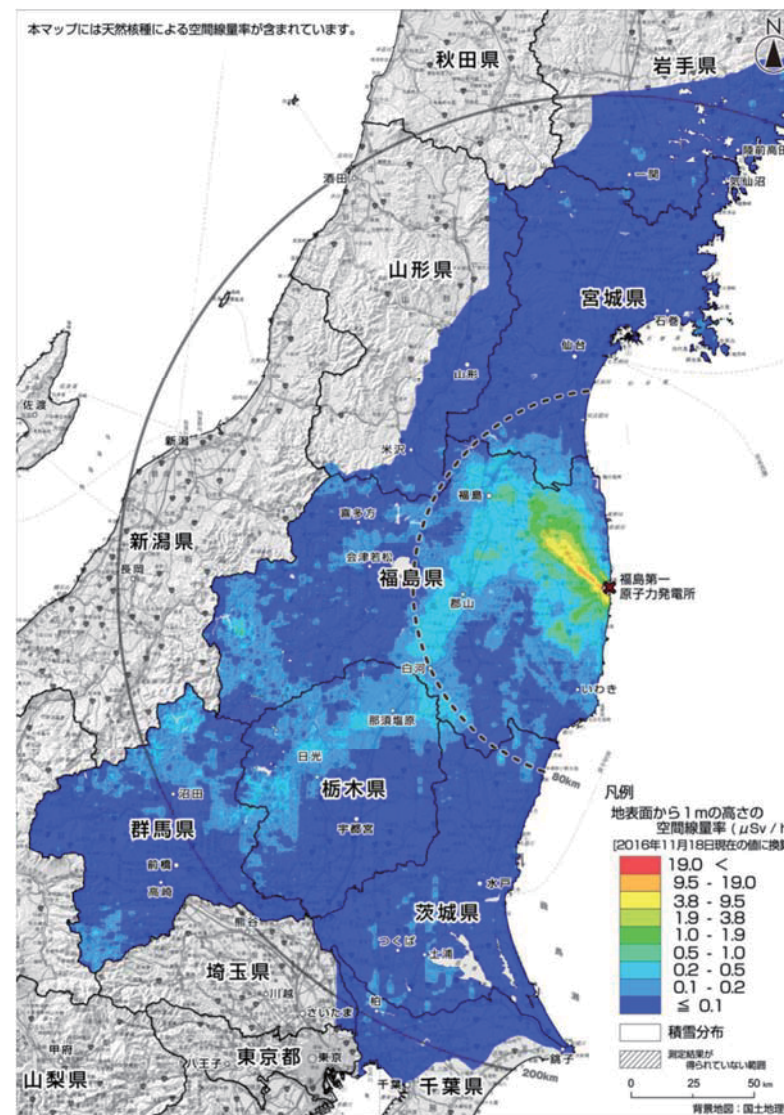 本マップには天然核種による空間線量率が含まれています。
N
秋田県
岩手県
陸前高田
一関
気仙沼
酒田
山形県
宮城県
石巻
仙台
山形
佐渡
米沢
新潟
福島
喜多方
新潟県
会津若松
長岡
福島県
福島第一
原子力発電所
郡山
白河
いわき
那須塩原
日光
80km
沼田
栃木県
群馬県
宇都宮
前橋
高崎
水戸
茨城県
熊谷
つくば
土浦
埼玉県
川越
柏
さいたま
甲府
八王子
東京都
東京
銚子
山梨県
千葉
千葉県
200km
凡例
地表面から1mの高さの
空間線量率 (μSv / h
[2016年11月18日現在の値に換算
19.0 <
9.5 - 19.0
3.8 - 9.5
1.9 - 3.8
1.0 - 1.9
0.5 - 1.0
0.2 - 0.5
0.1 - 0.2
≦ 0.1
積雪分布
測定結果が
得られていない範囲
0 25 50 km
背景地図：国土地理